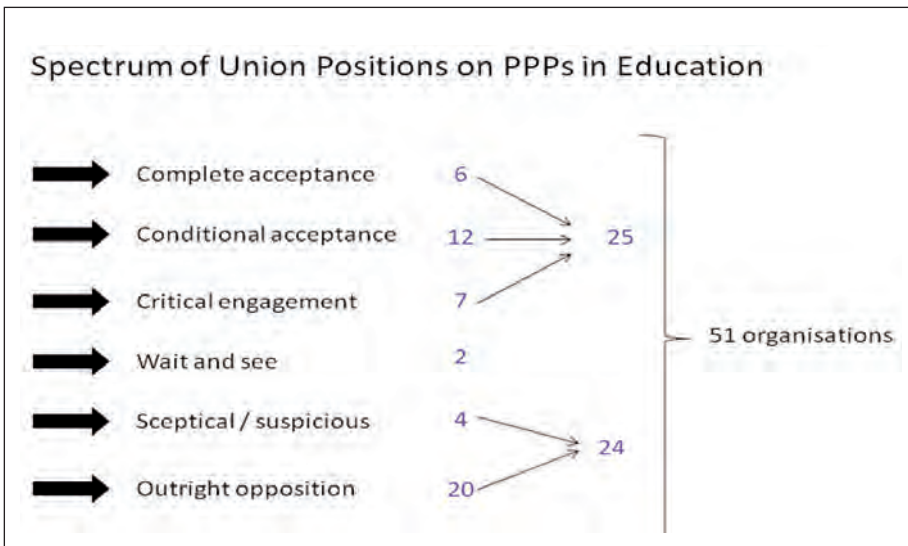 Spectrum of Union Positions on PPPs in Education
Complete acceptance 6
Conditional acceptance 12 25
Critical engagement 7
51 organisations
Wait and see 2
Sceptical / suspicious 4
24
Outright opposition 20